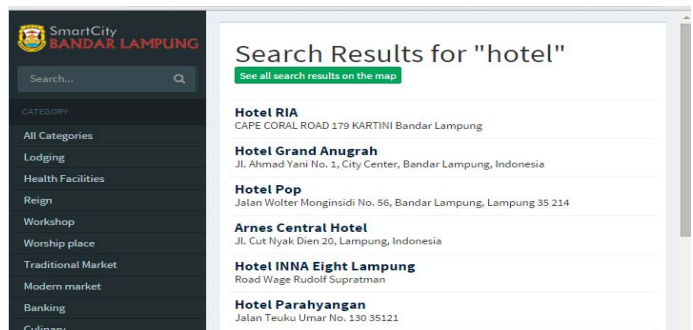 SmartCity
BANDAR LAMPUNG
Search...
CATEGORY
All Categories
Lodging
Health Facilities
Reign
Workshop
Worship place
Traditional Market
Modern market
Banking
Culinary
Search Results for "hotel"
See all search results on the map
Hotel RIA
CAPE CORAL ROAD 179 KARTINI Bandar Lampung
Hotel Grand Anugrah
Jl. Ahmad Yani No. 1, City Center, Bandar Lampung, Indonesia
Hotel Pop
Jalan Wolter Monginsidi No. 56, Bandar Lampung, Lampung 35 214
Arnes Central Hotel
Jl. Cut Nyak Dien 20, Lampung, Indonesia
Hotel INNA Eight Lampung
Road Wage Rudolf Supratman
Hotel Parahyangan
Jalan Teuku Umar No. 130 35121